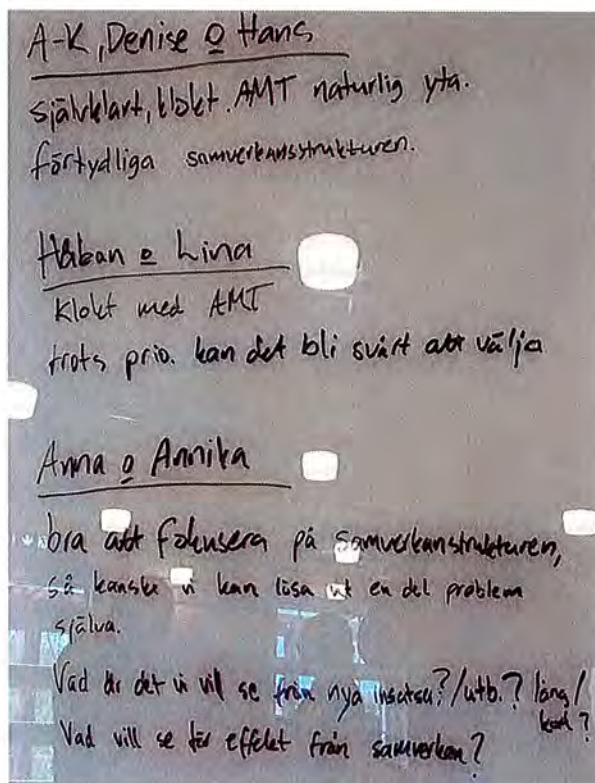 A-K, Denise o Hans
självklart, klokt. AMT naturlig yta.
förtydliga samverkansstrukturen.
Håkan o Lina
Klokt med AMT
trots prio. kan det bli svårt att välja
Anna o Annika
bra att fokusera på samverkanstrukturen,
så kanske vi kan lösa ut en del problem
själva.
Vad är det vi vill se från nya insatser?/utb.? lång/
kort?
Vad vill se för effekt från samverkan?